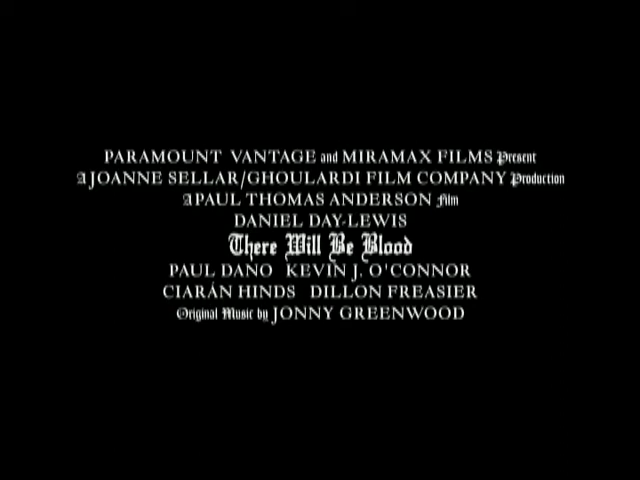 PARAMOUNT VANTAGE and MIRAMAX FILMS Present
A JOANNE SELLAR/GHOULARDI FILM COMPANY Production
A PAUL THOMAS ANDERSON Film
DANIEL DAY-LEWIS
There Will Be Blood
PAUL DANO KEVIN J. O'CONNOR
CIARÁN HINDS DILLON FREASIER
Original Music by JONNY GREENWOOD